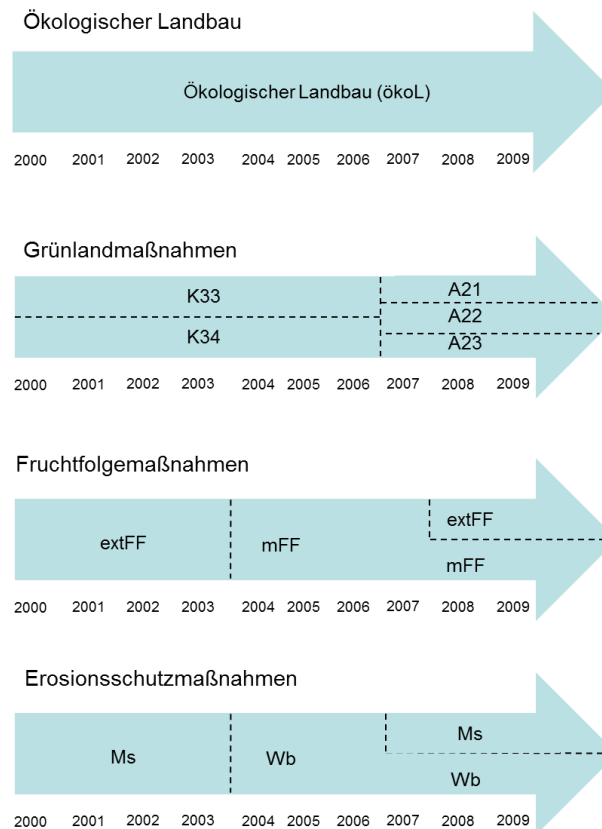 Ökologischer Landbau
Ökologischer Landbau (ökoL)
2000 2001 2002 2003 2004 2005 2006 2007 2008 2009
Grünlandmaßnahmen
K33
K34
A21
A22
A23
2000 2001 2002 2003 2004 2005 2006 2007 2008 2009
Fruchtfolgemaßnahmen
extFF
mFF
extFF
mFF
2000 2001 2002 2003 2004 2005 2006 2007 2008 2009
Erosionsschutzmaßnahmen
Ms
Wb
Ms
Wb
2000 2001 2002 2003 2004 2005 2006 2007 2008 2009